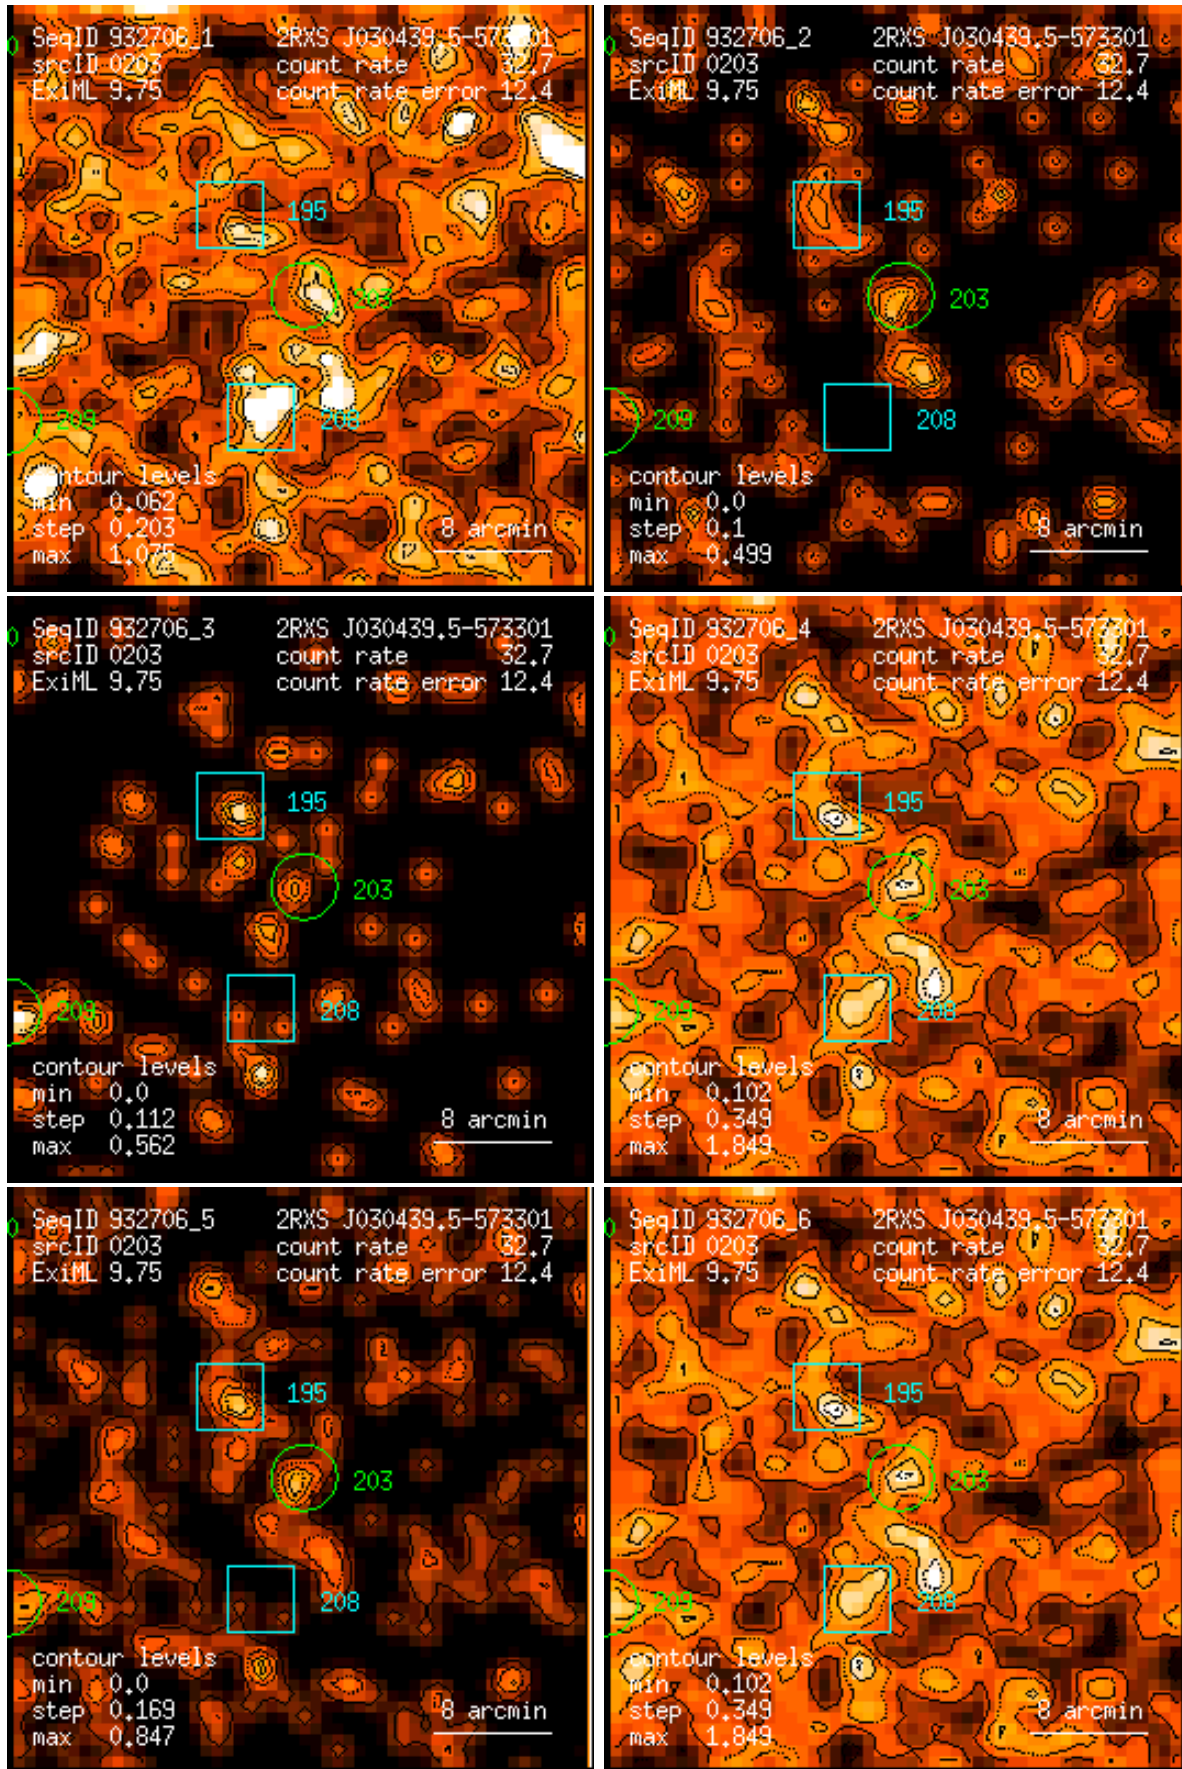 SeqID 932706_1 2RXS J030439.5-573301
srcID 0203 count rate 32.7
ExiML 9.75 count rate error 12.4
195
203
208
209
contour levels
min 0.062
step 0.203
max 1.075
8 arcmin
SeqID 932706_2 2RXS J030439.5-573301
srcID 0203 count rate 32.7
ExiML 9.75 count rate error 12.4
195
203
208
209
contour levels
min 0.0
step 0.1
max 0.499
8 arcmin
SeqID 932706_3 2RXS J030439.5-573301
srcID 0203 count rate 32.7
ExiML 9.75 count rate error 12.4
195
203
208
209
contour levels
min 0.0
step 0.112
max 0.562
8 arcmin
SeqID 932706_4 2RXS J030439.5-573301
srcID 0203 count rate 32.7
ExiML 9.75 count rate error 12.4
195
203
208
209
contour levels
min 0.102
step 0.349
max 1.849
8 arcmin
SeqID 932706_5 2RXS J030439.5-573301
srcID 0203 count rate 32.7
ExiML 9.75 count rate error 12.4
195
203
208
209
contour levels
min 0.0
step 0.169
max 0.847
8 arcmin
SeqID 932706_6 2RXS J030439.5-573301
srcID 0203 count rate 32.7
ExiML 9.75 count rate error 12.4
195
203
208
209
contour levels
min 0.102
step 0.349
max 1.849
8 arcmin